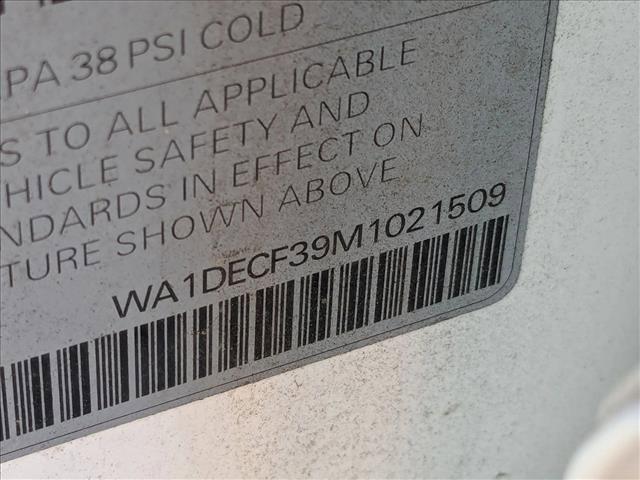 PA 38 PSI COLD
S TO ALL APPLICABLE
HICLE SAFETY AND
NDARDS IN EFFECT ON
TURE SHOWN ABOVE
WA1DECF39M1021509